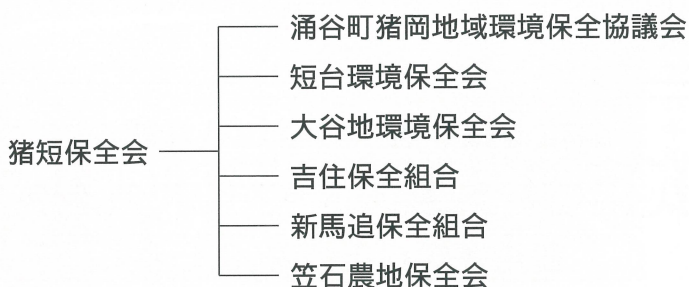 猪短保全会
涌谷町猪岡地域環境保全協議会
短台環境保全会
大谷地環境保全会
吉住保全組合
新馬追保全組合
笠石農地保全会